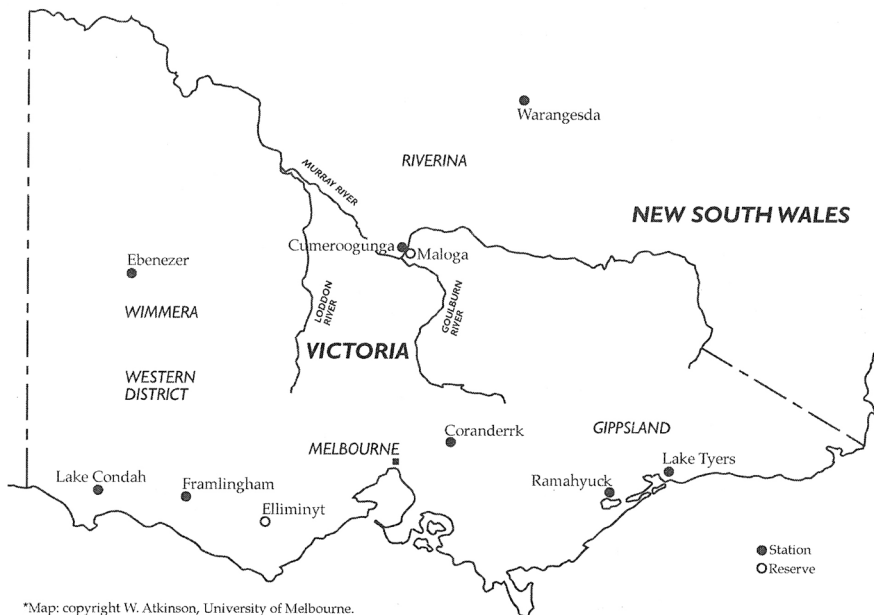 Warangesda
RIVERINA
MURRAY RIVER
NEW SOUTH WALES
Cumeroogunga
Maloga
Ebenezer
WIMMERA
LODDON
RIVER
GOULBURN
RIVER
VICTORIA
WESTERN
DISTRICT
Coranderrk
GIPPSLAND
MELBOURNE
Lake Tyers
Lake Condah
Framlingham
Ramahyuck
Elliminyt
Station
Reserve
*Map: copyright W. Atkinson, University of Melbourne.